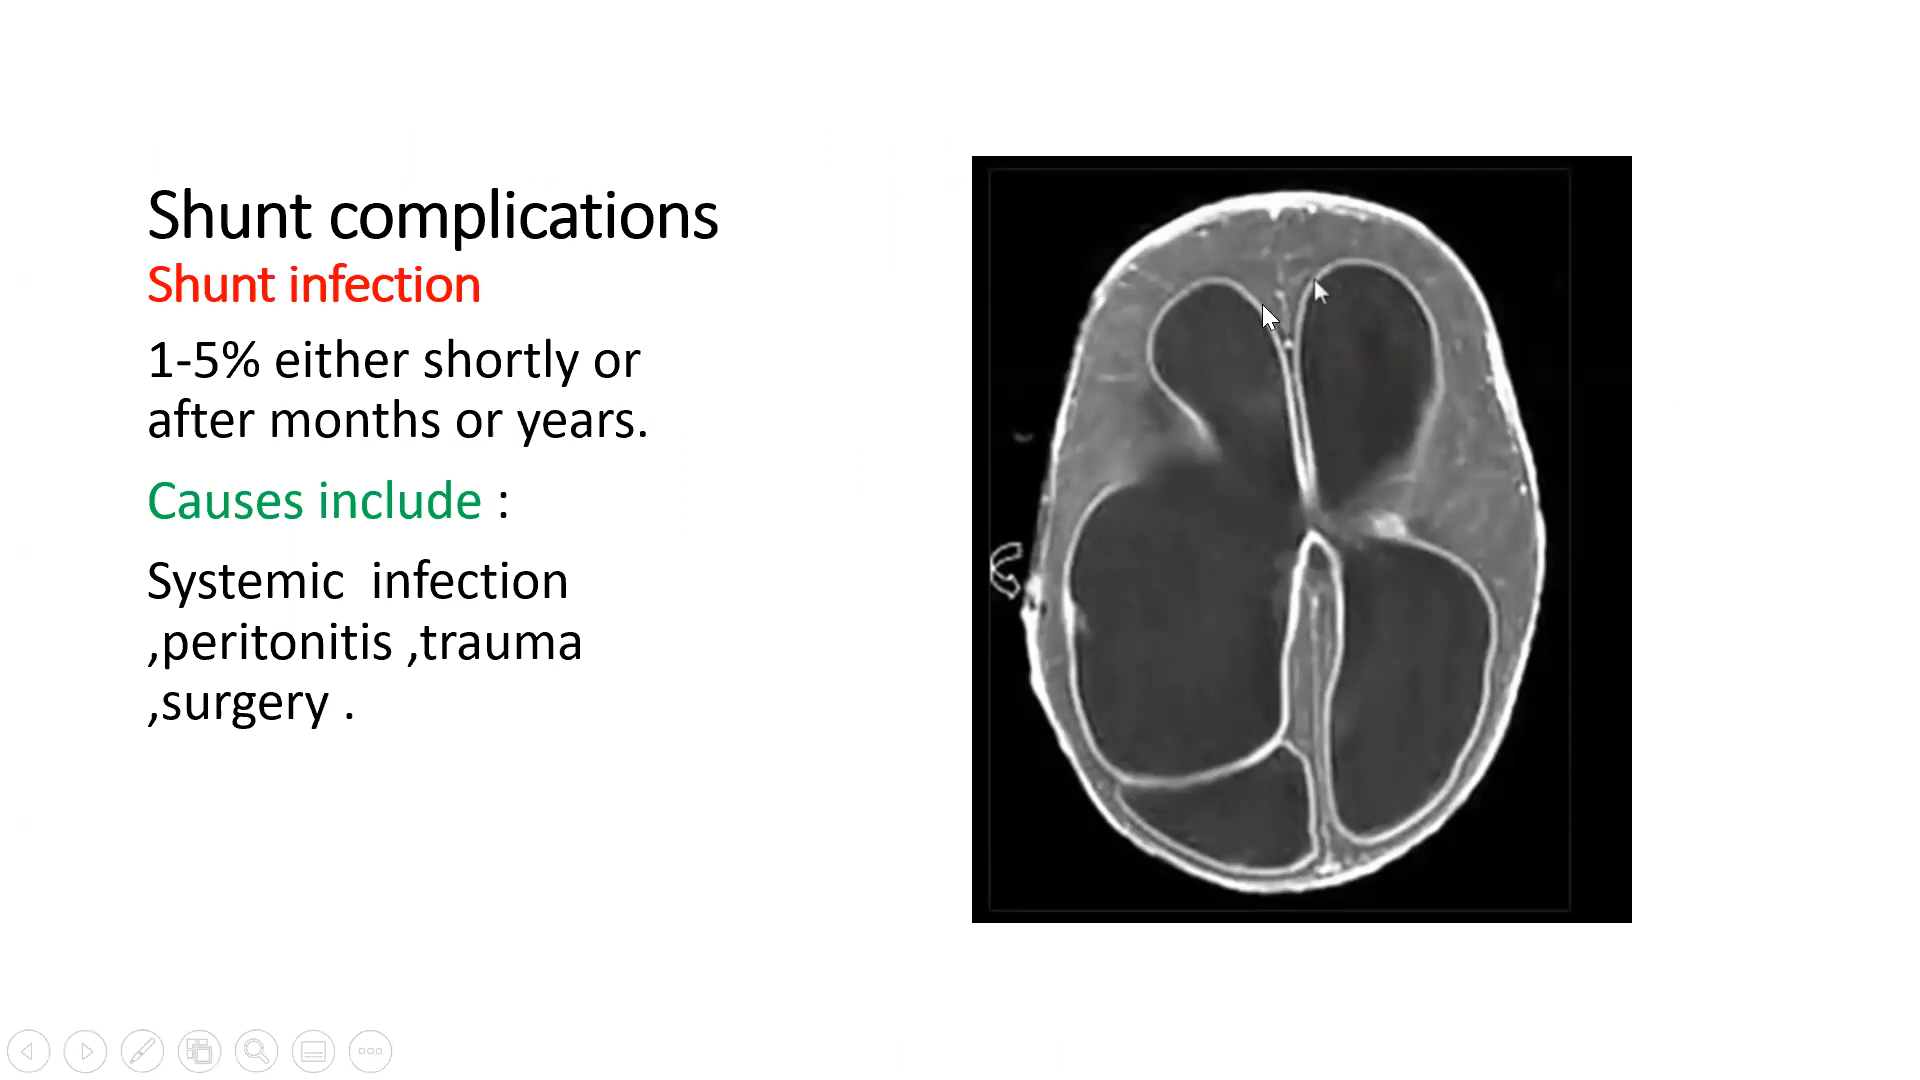 Shunt complications
Shunt infection
1-5% either shortly or
after months or years.
Causes include :
Systemic  infection
,peritonitis ,trauma
,surgery .